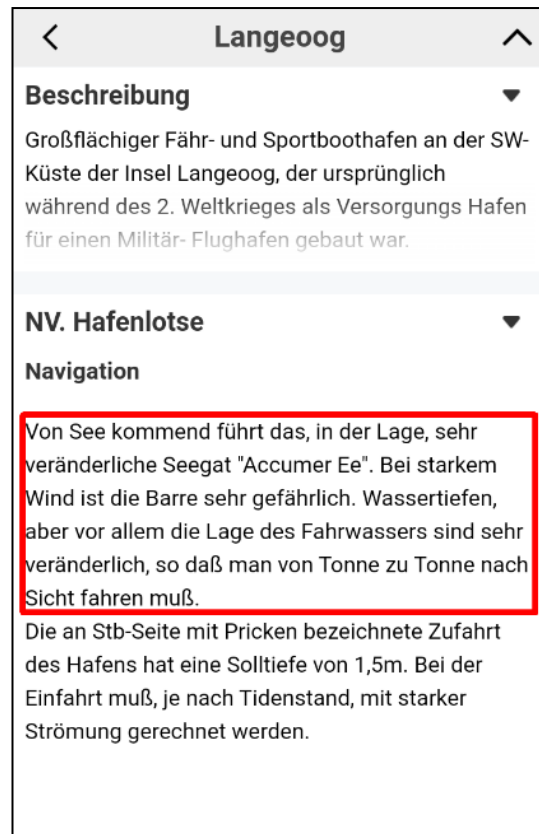 Langeoog
Beschreibung
Großflächiger Fähr- und Sportboothafen an der SW-
Küste der Insel Langeoog, der ursprünglich
während des 2. Weltkrieges als Versorgungs Hafen
für einen Militär- Flughafen gebaut war.
NV. Hafenlotse
Navigation
Von See kommend führt das, in der Lage, sehr
veränderliche Seegat "Accumer Ee". Bei starkem
Wind ist die Barre sehr gefährlich. Wassertiefen,
aber vor allem die Lage des Fahrwassers sind sehr
veränderlich, so daß man von Tonne zu Tonne nach
Sicht fahren muß.
Die an Stb-Seite mit Pricken bezeichnete Zufahrt
des Hafens hat eine Solltiefe von 1,5m. Bei der
Einfahrt muß, je nach Tidenstand, mit starker
Strömung gerechnet werden.